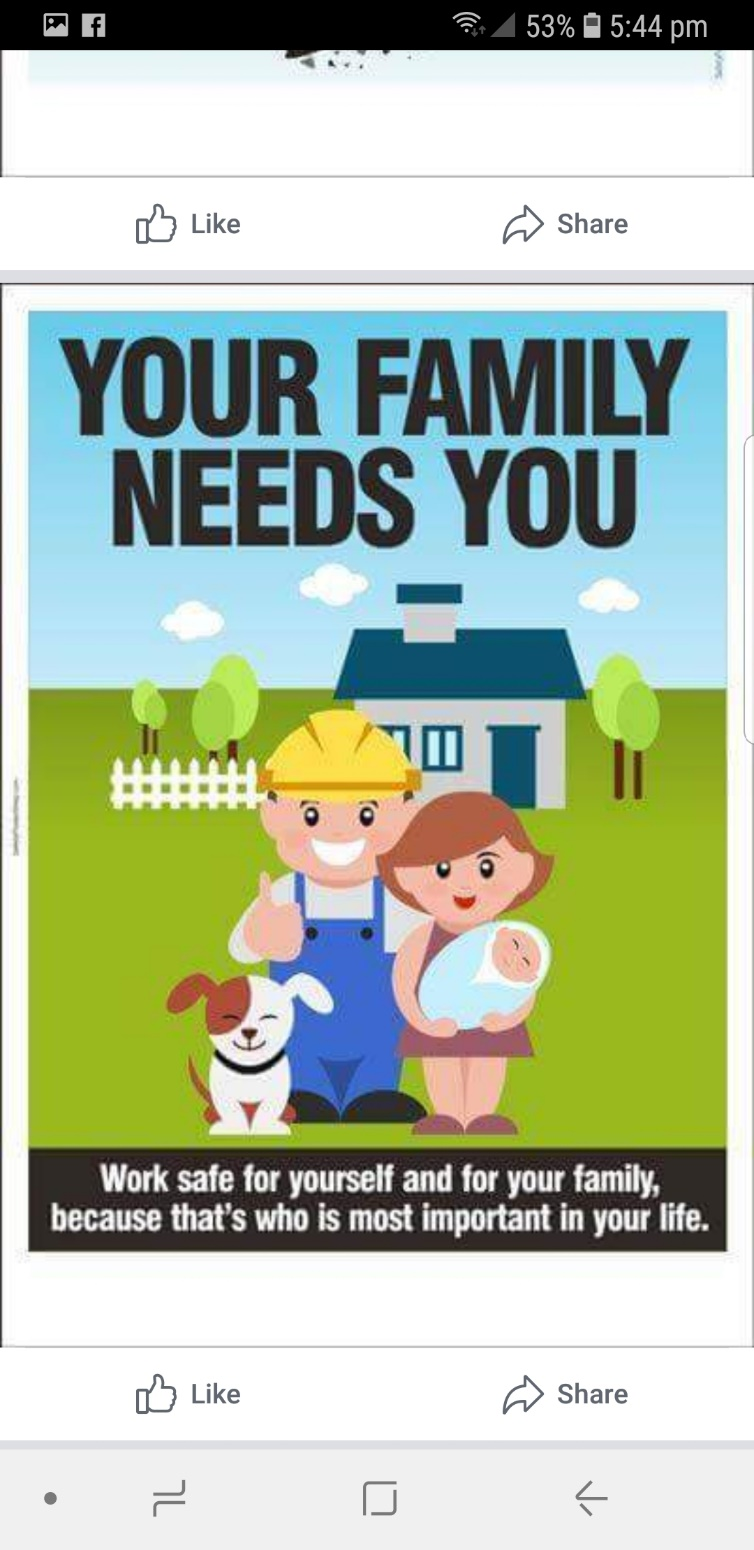 53% 5:44 pm
Like Share
YOUR FAMILY
NEEDS YOU
Work safe for yourself and for your family,
because that's who is most important in your life.
Like Share